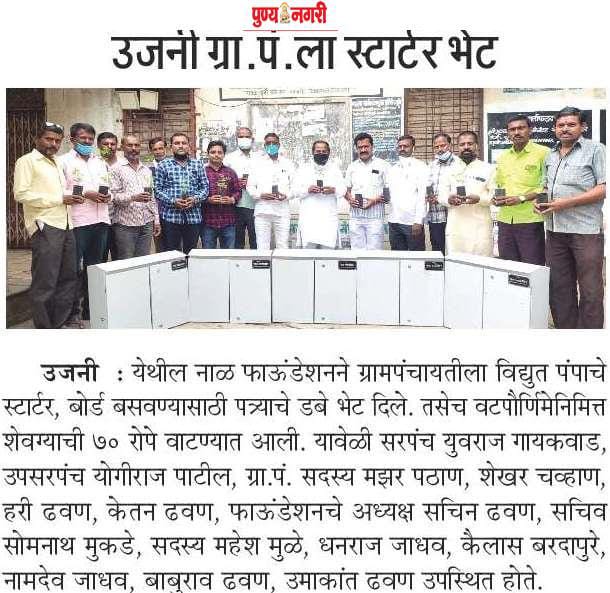 पुण्य नगरी
उजनी ग्रा.पं.ला स्टार्टर भेट
उजनी : येथील नाळ फाऊंडेशनने ग्रामपंचायतीला विद्युत पंपाचे
स्टार्टर, बोर्ड बसवण्यासाठी पत्र्याचे डबे भेट दिले. तसेच वटपौर्णिमेनिमित्त
शेवग्याची ७० रोपे वाटण्यात आली. यावेळी सरपंच युवराज गायकवाड,
उपसरपंच योगीराज पाटील, ग्रा.पं. सदस्य मझर पठाण, शेखर चव्हाण,
हरी ढवण, केतन ढवण, फाऊंडेशनचे अध्यक्ष सचिन ढवण, सचिव
सोमनाथ मुकडे, सदस्य महेश मुळे, धनराज जाधव, कैलास बरदापुरे,
नामदेव जाधव, बाबुराव ढवण, उमाकांत ढवण उपस्थित होते.